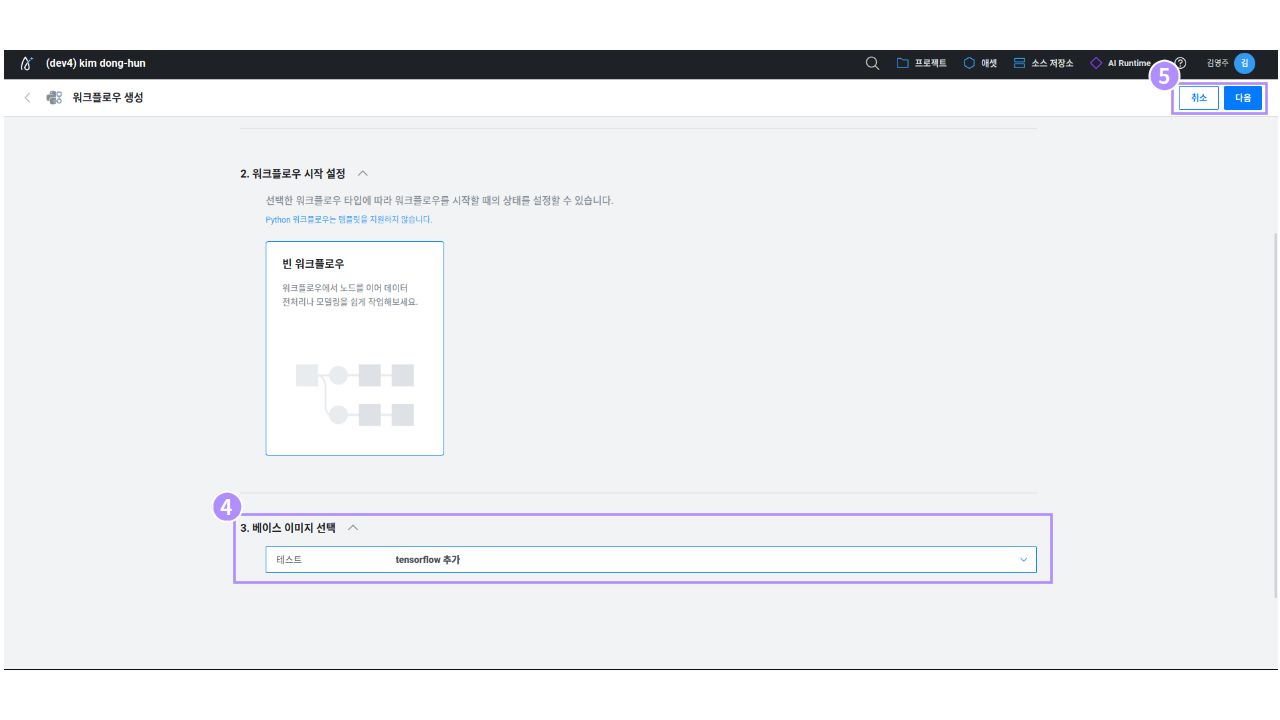 (dev4) kim dong-hun
프로젝트
애셋
소스 저장소
AI Runtime
?
김영주
김
5
워크플로우 생성
취소
다음
2. 워크플로우 시작 설정
선택한 워크플로우 타입에 따라 워크플로우를 시작할 때의 상태를 설정할 수 있습니다.
Python 워크플로우는 템플릿을 지원하지 않습니다.
빈 워크플로우
워크플로우에서 노드를 이어 데이터
전처리나 모델링을 쉽게 작업해보세요.
4
3. 베이스 이미지 선택
테스트
tensorflow 추가